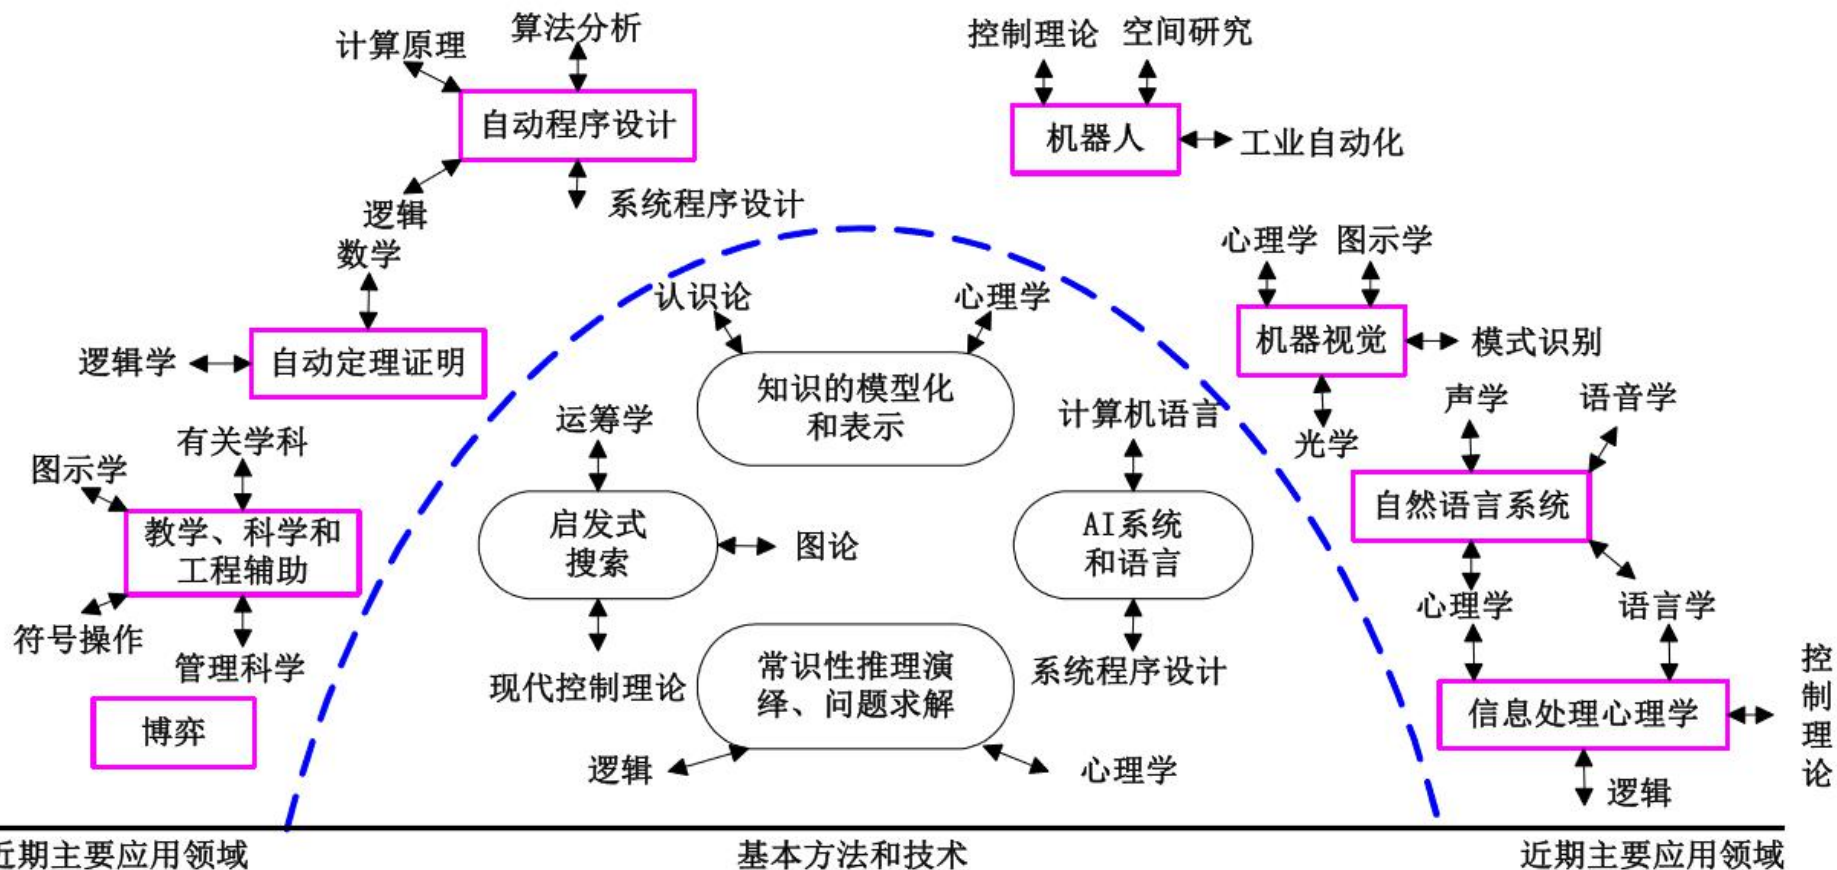 算法分析
计算原理
自动程序设计
逻辑
系统程序设计
控制理论
空间研究
机器人
工业自动化
数学
逻辑学
自动定理证明
认识论
心理学
知识的模型化
和表示
心理学
图示学
机器视觉
模式识别
光学
有关学科
图示学
教学、科学和
工程辅助
符号操作
管理科学
博弈
运筹学
启发式
搜索
图论
现代控制理论
计算机语言
AI系统
和语言
系统程序设计
常识性推理演
绎、问题求解
逻辑
心理学
声学
语音学
自然语言系统
心理学
语言学
信息处理心理学
控
制
理
论
逻辑
近期主要应用领域
基本方法和技术
近期主要应用领域